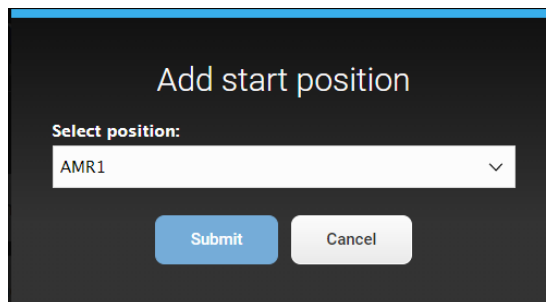 Add start position
Select position:
AMR1
Submit
Cancel